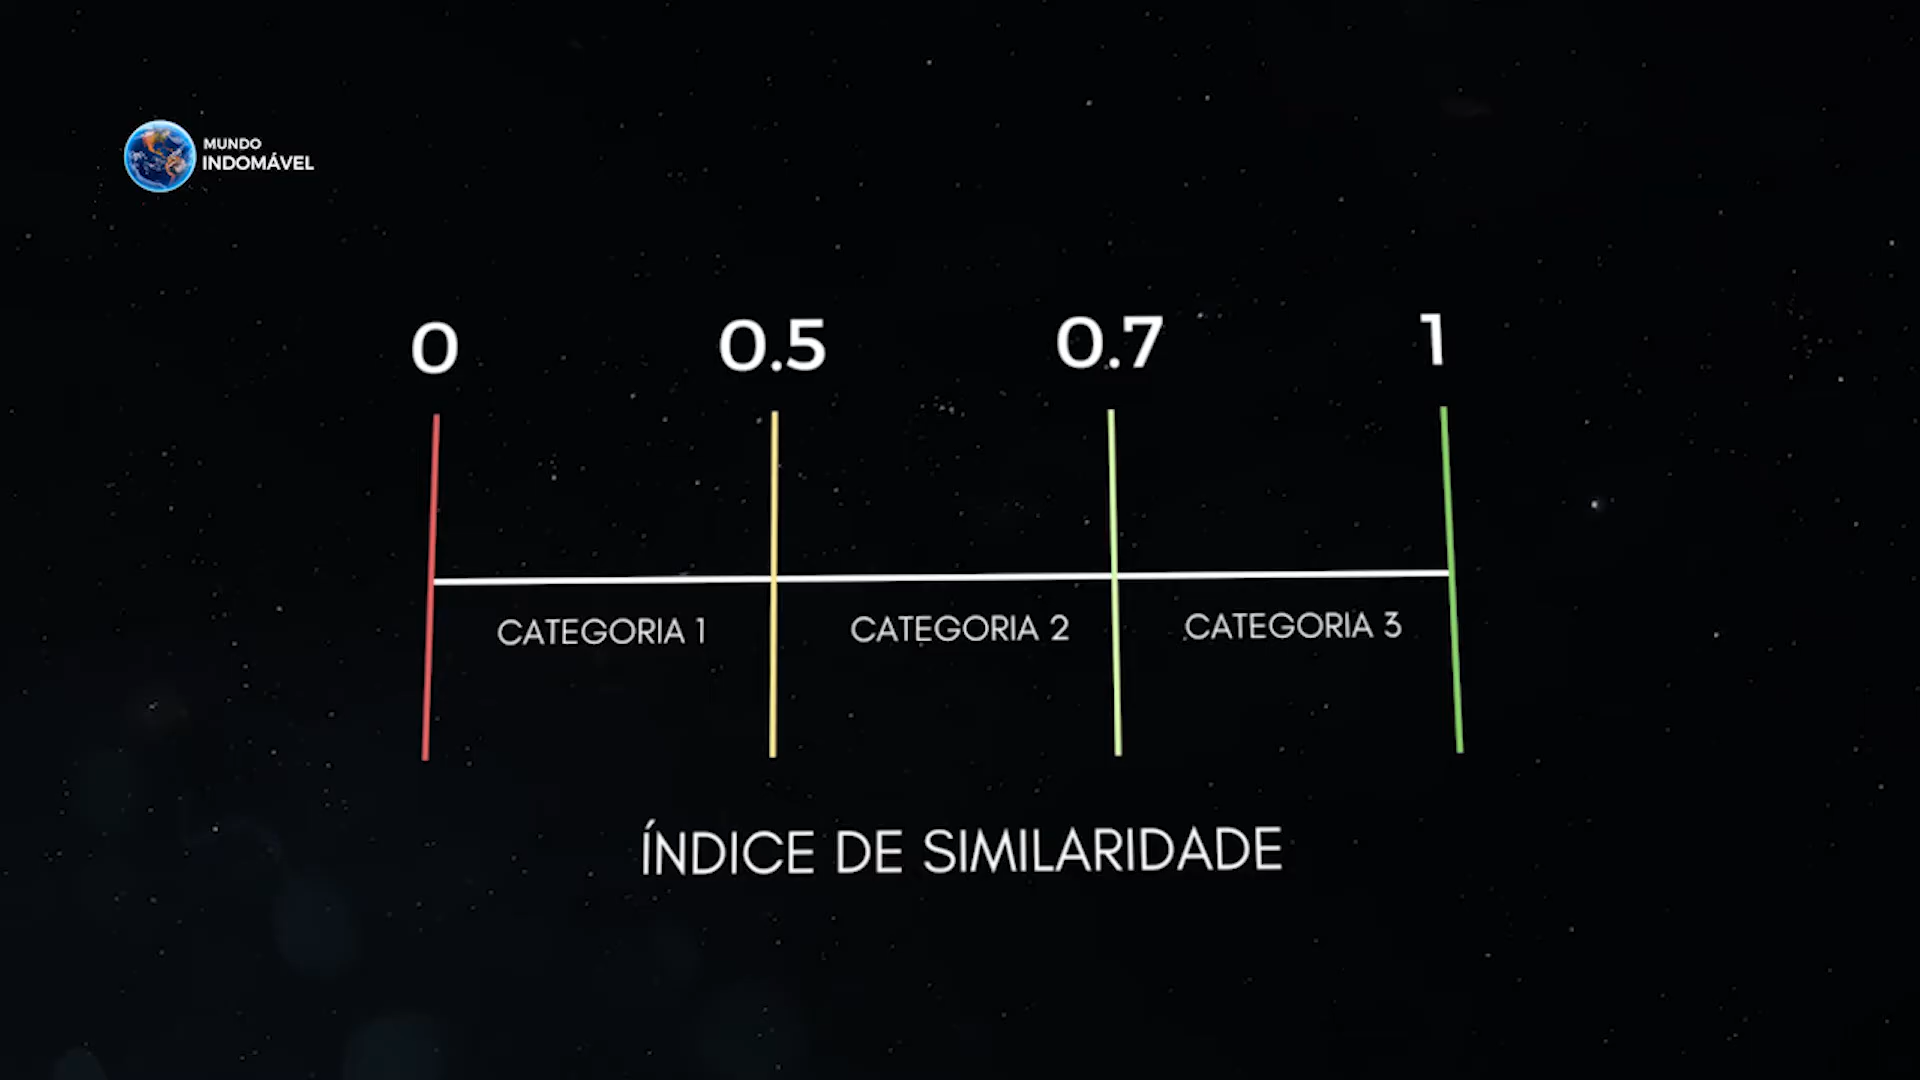 MUNDO
INDOMÁVEL
0 0.5 0.7 1
CATEGORIA 1 CATEGORIA 2 CATEGORIA 3
ÍNDICE DE SIMILARIDADE